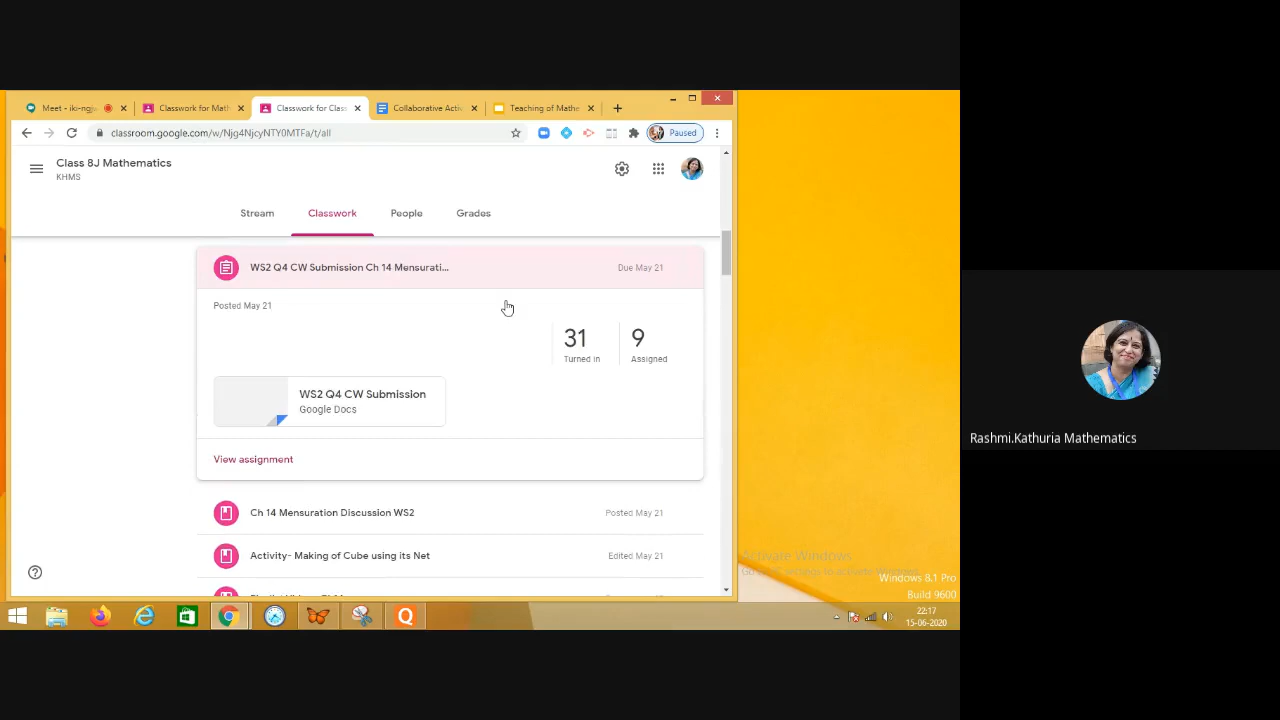 Meet - iki-ngj
Classwork for Math
Classwork for Clas
Collaborative Activ
Teaching of Mathe
classroom.google.com/w/Njg4NjcyNTY0MTFa/t/all
Paused
Class 8J Mathematics
KHMS
Stream
Classwork
People
Grades
WS2 Q4 CW Submission Ch 14 Mensurati...
Due May 21
Posted May 21
31
9
Turned in
Assigned
WS2 Q4 CW Submission
Google Docs
View assignment
Ch 14 Mensuration Discussion WS2
Posted May 21
Activity- Making of Cube using its Net
Edited May 21
Activate Windows
Windows 8.1 Pro
Build 9600
22:17
15-06-2020
Rashmi.Kathuria Mathematics